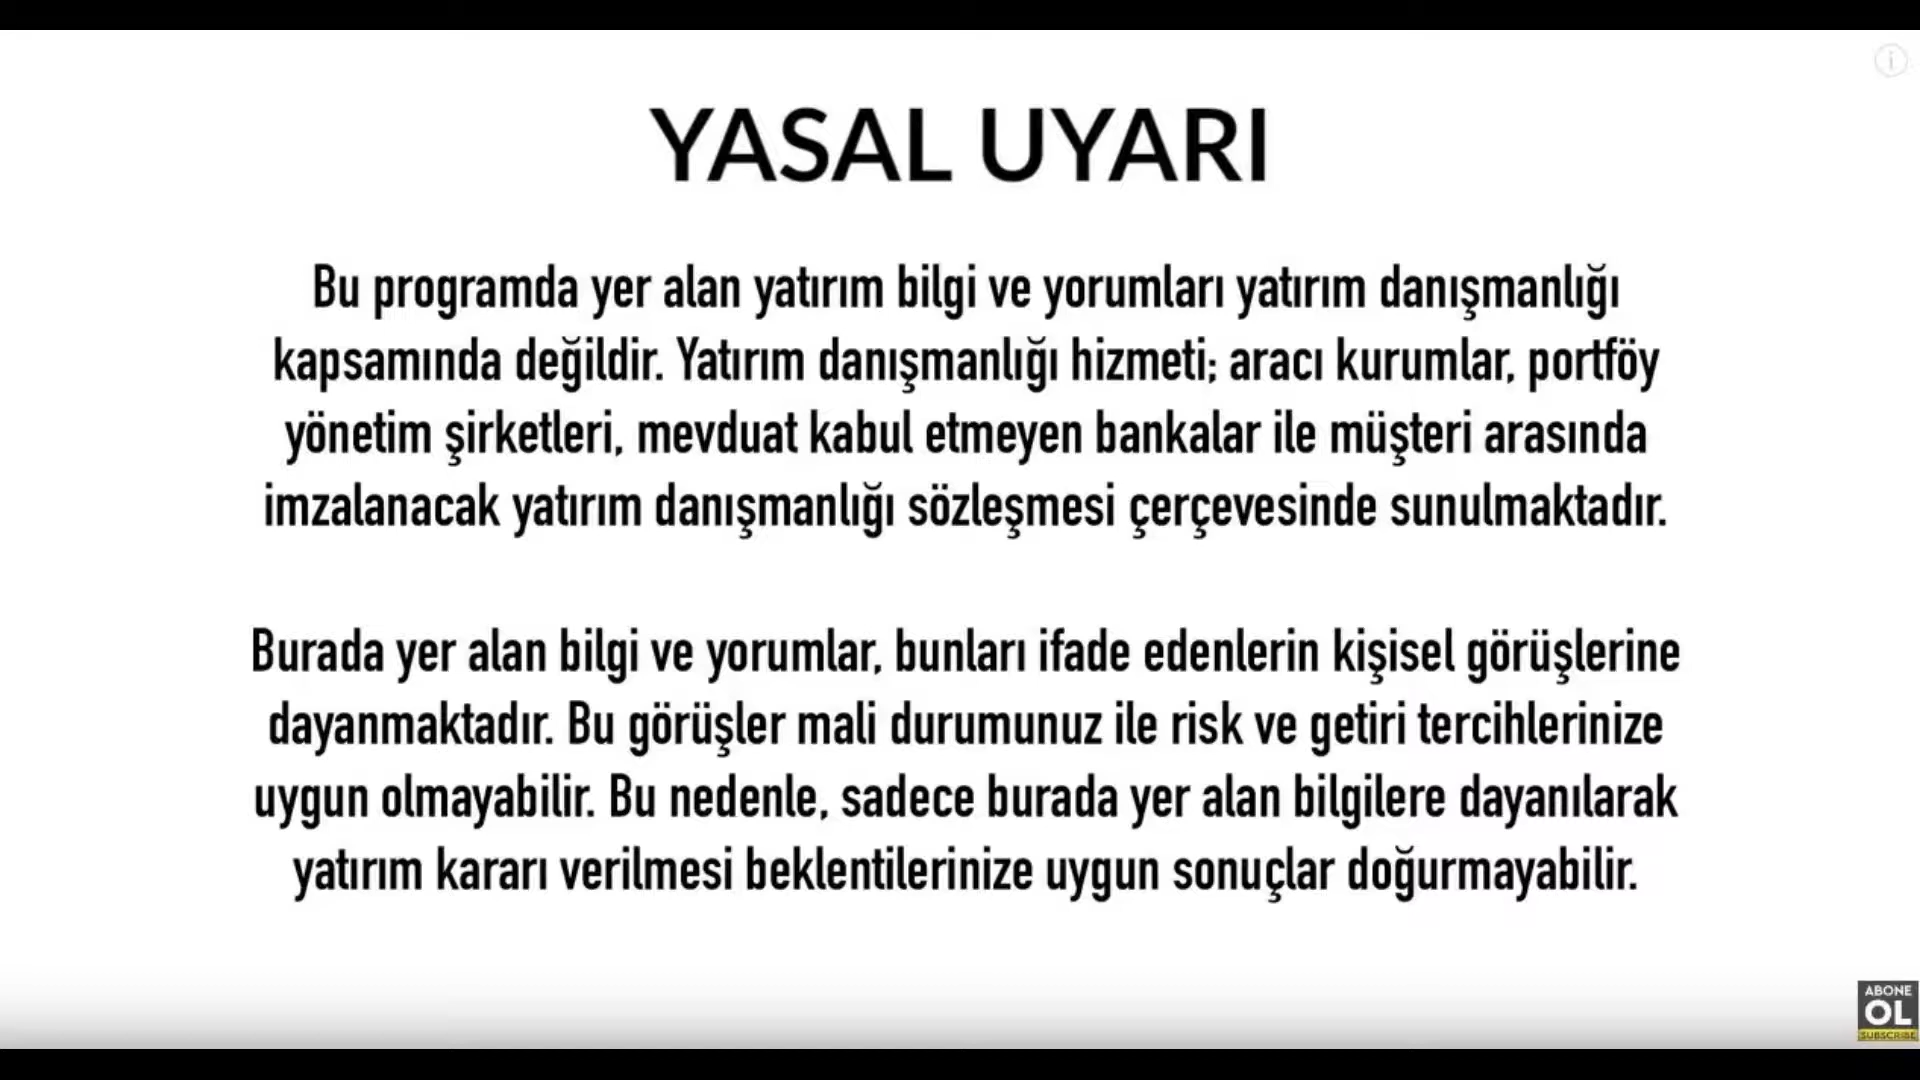 YASAL UYARI
Bu programda yer alan yatırım bilgi ve yorumları yatırım danışmanlığı
kapsamında değildir. Yatırım danışmanlığı hizmeti; aracı kurumlar, portföy
yönetim şirketleri, mevduat kabul etmeyen bankalar ile müşteri arasında
imzalanacak yatırım danışmanlığı sözleşmesi çerçevesinde sunulmaktadır.
Burada yer alan bilgi ve yorumlar, bunları ifade edenlerin kişisel görüşlerine
dayanmaktadır. Bu görüşler mali durumunuz ile risk ve getiri tercihlerinize
uygun olmayabilir. Bu nedenle, sadece burada yer alan bilgilere dayanılarak
yatırım kararı verilmesi beklentilerinize uygun sonuçlar doğurmayabilir.
ABONE
OL
SUBSCRIBE